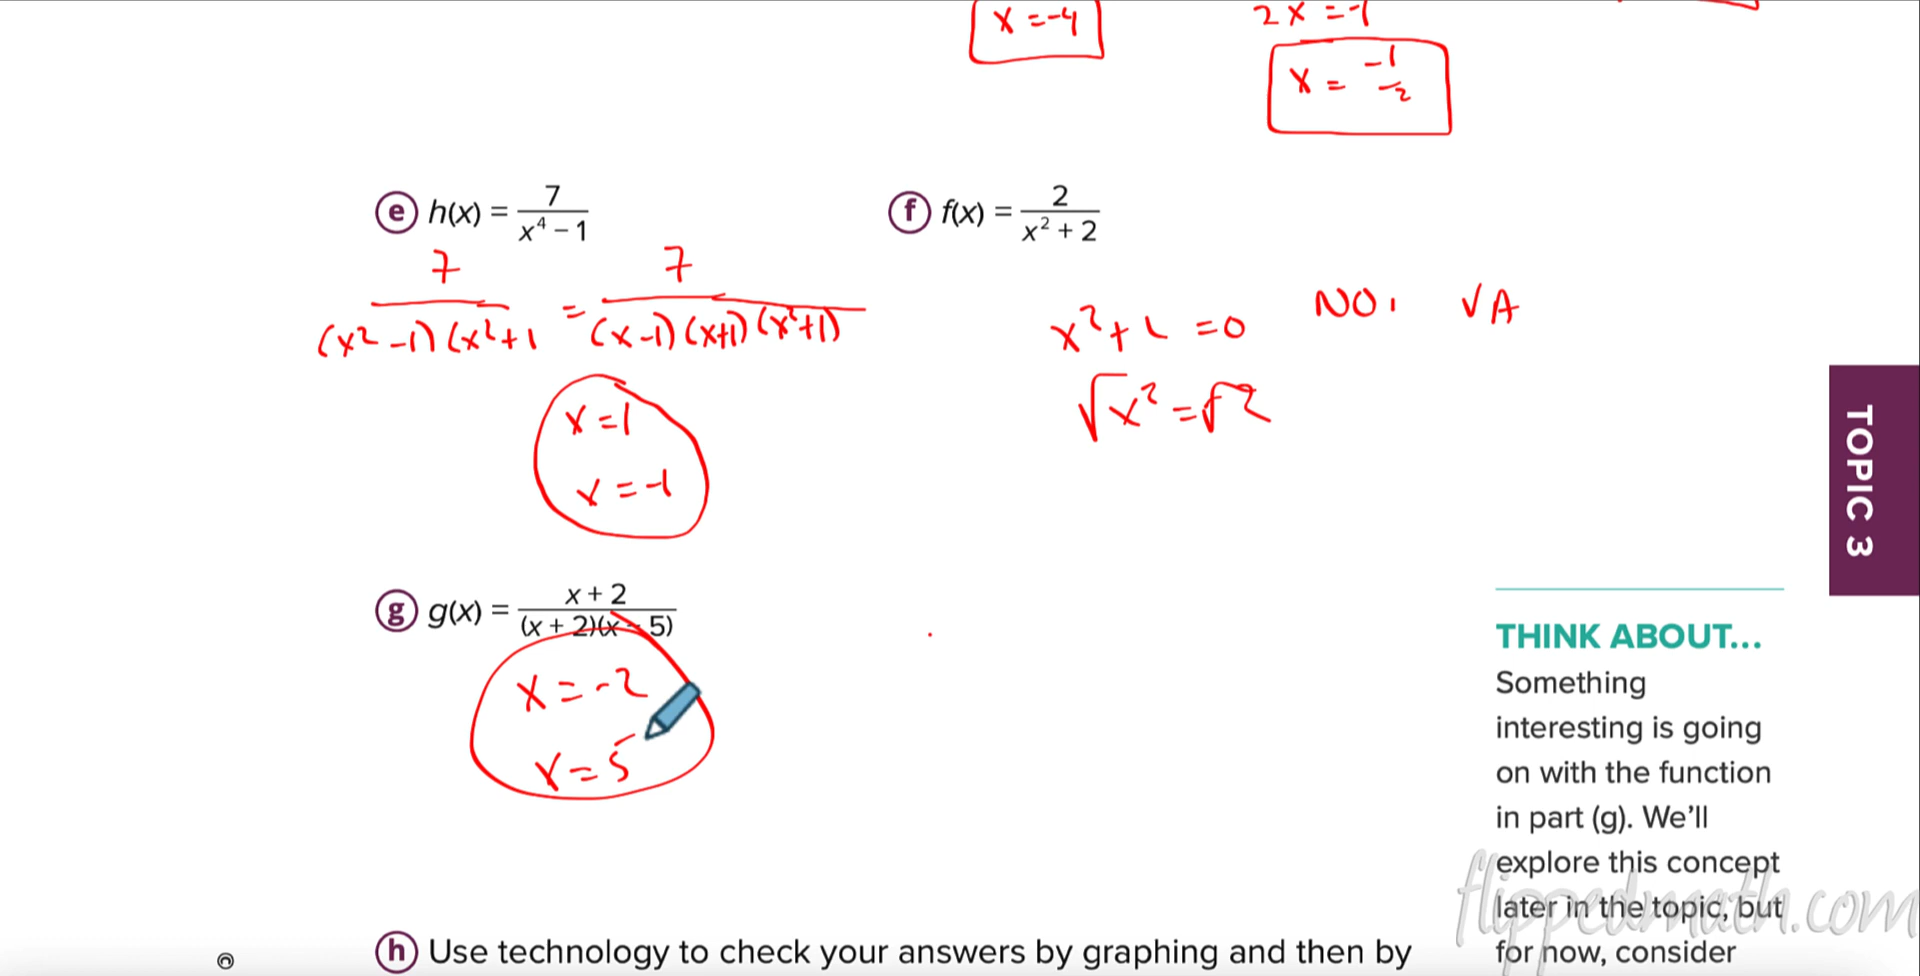 x = -4
2x = -1
x = -1/2
e h(x) = 7/(x⁴ − 1)
f f(x) = 2/(x² + 2)
7/(x²-1)(x²+1 = 7/(x-1)(x+1)(x²+1)
x² + 2 = 0 NO. VA
√x² = √2
x = 1
x = -1
g g(x) = (x + 2)/((x + 2)(x − 5))
x = -2
x = 5
TOPIC 3
THINK ABOUT...
Something
interesting is going
on with the function
in part (g). We’ll
explore this concept
later in the topic, but
for now, consider
h Use technology to check your answers by graphing and then by
flippedmath.com